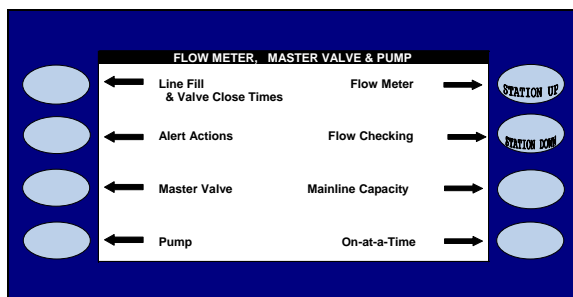 FLOW METER, MASTER VALVE & PUMP
Line Fill
& Valve Close Times
Flow Meter
STATION UP
Alert Actions
Flow Checking
STATION DOWN
Master Valve
Mainline Capacity
Pump
On-at-a-Time